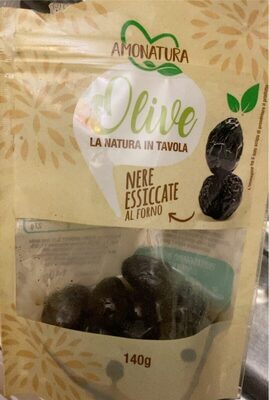 AMONATURA
Olive
LA NATURA IN TAVOLA
NERE
ESSICCATE
AL FORNO
140g